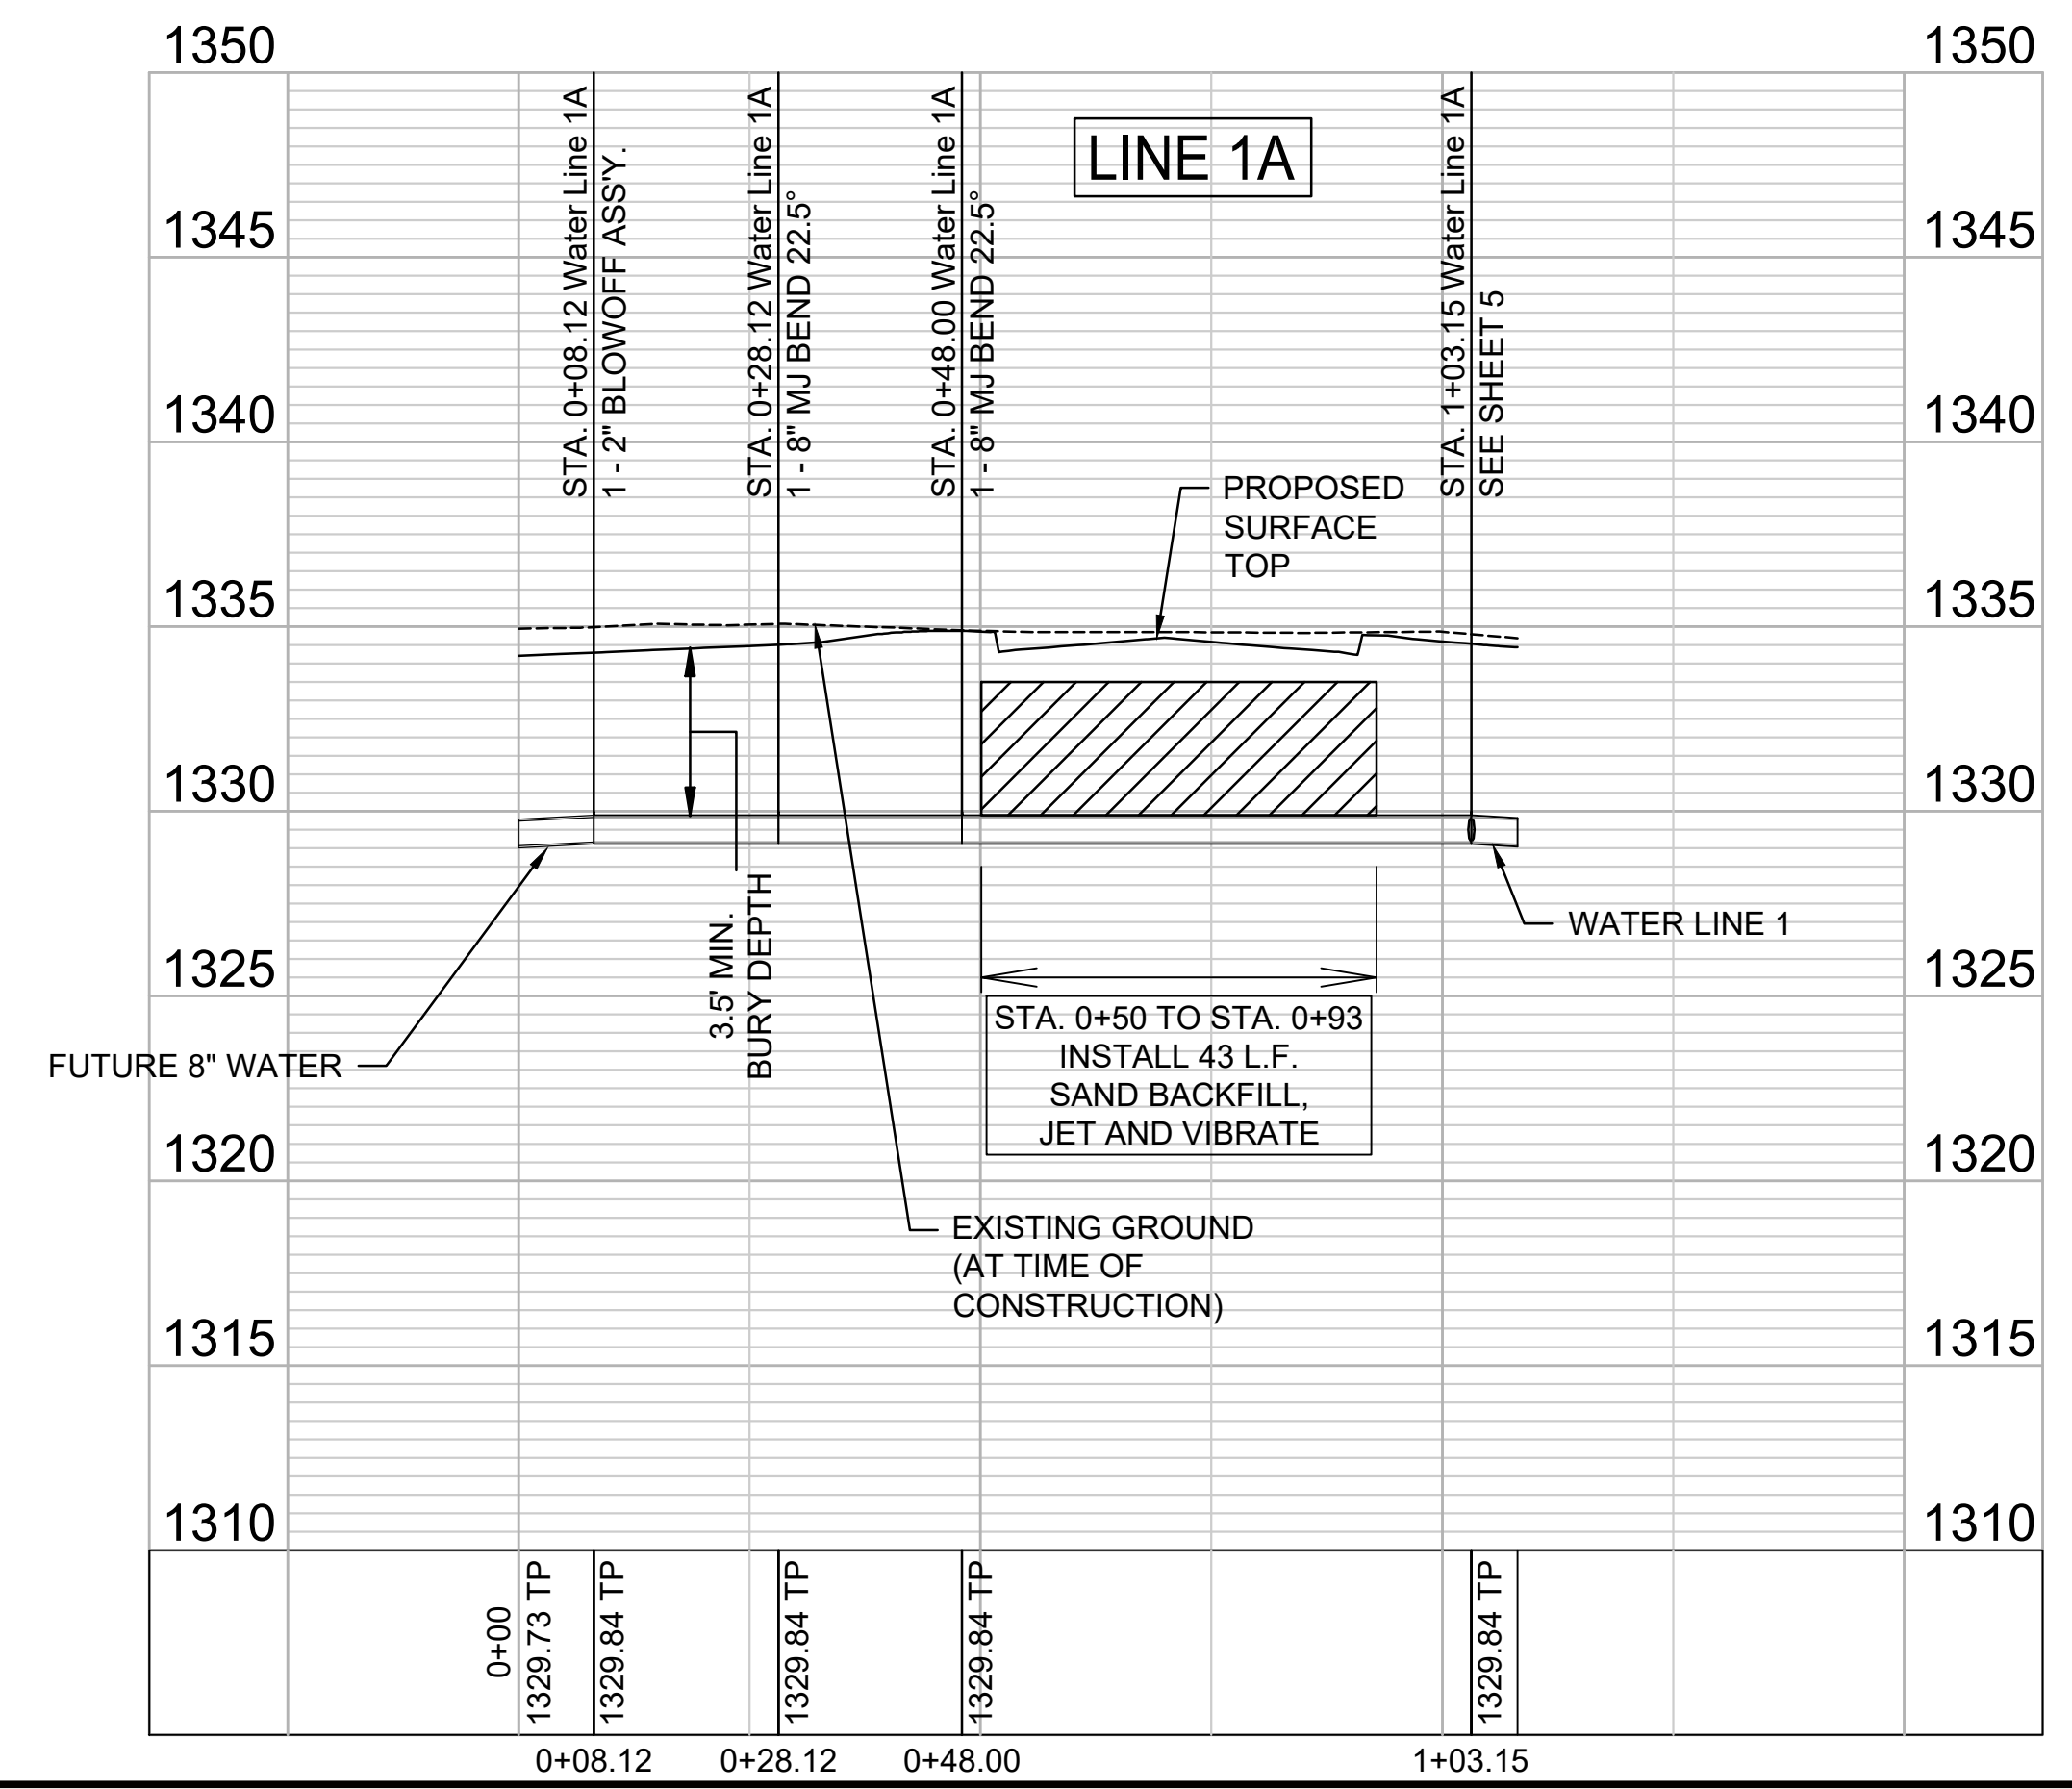 1350
1350
STA. 0+08.12 Water Line 1A
1 - 2" BLOWOFF ASS'Y.
STA. 0+28.12 Water Line 1A
1 - 8" MJ BEND 22.5°
STA. 0+48.00 Water Line 1A
1 - 8" MJ BEND 22.5°
LINE 1A
STA. 1+03.15 Water Line 1A
SEE SHEET 5
1345
1345
1340
1340
PROPOSED
SURFACE
TOP
1335
1335
1330
1330
3.5' MIN.
BURY DEPTH
WATER LINE 1
1325
1325
STA. 0+50 TO STA. 0+93
INSTALL 43 L.F.
SAND BACKFILL,
JET AND VIBRATE
FUTURE 8" WATER
1320
1320
EXISTING GROUND
(AT TIME OF
CONSTRUCTION)
1315
1315
1310
1310
0+00
1329.73 TP
1329.84 TP
1329.84 TP
1329.84 TP
1329.84 TP
0+08.12
0+28.12
0+48.00
1+03.15